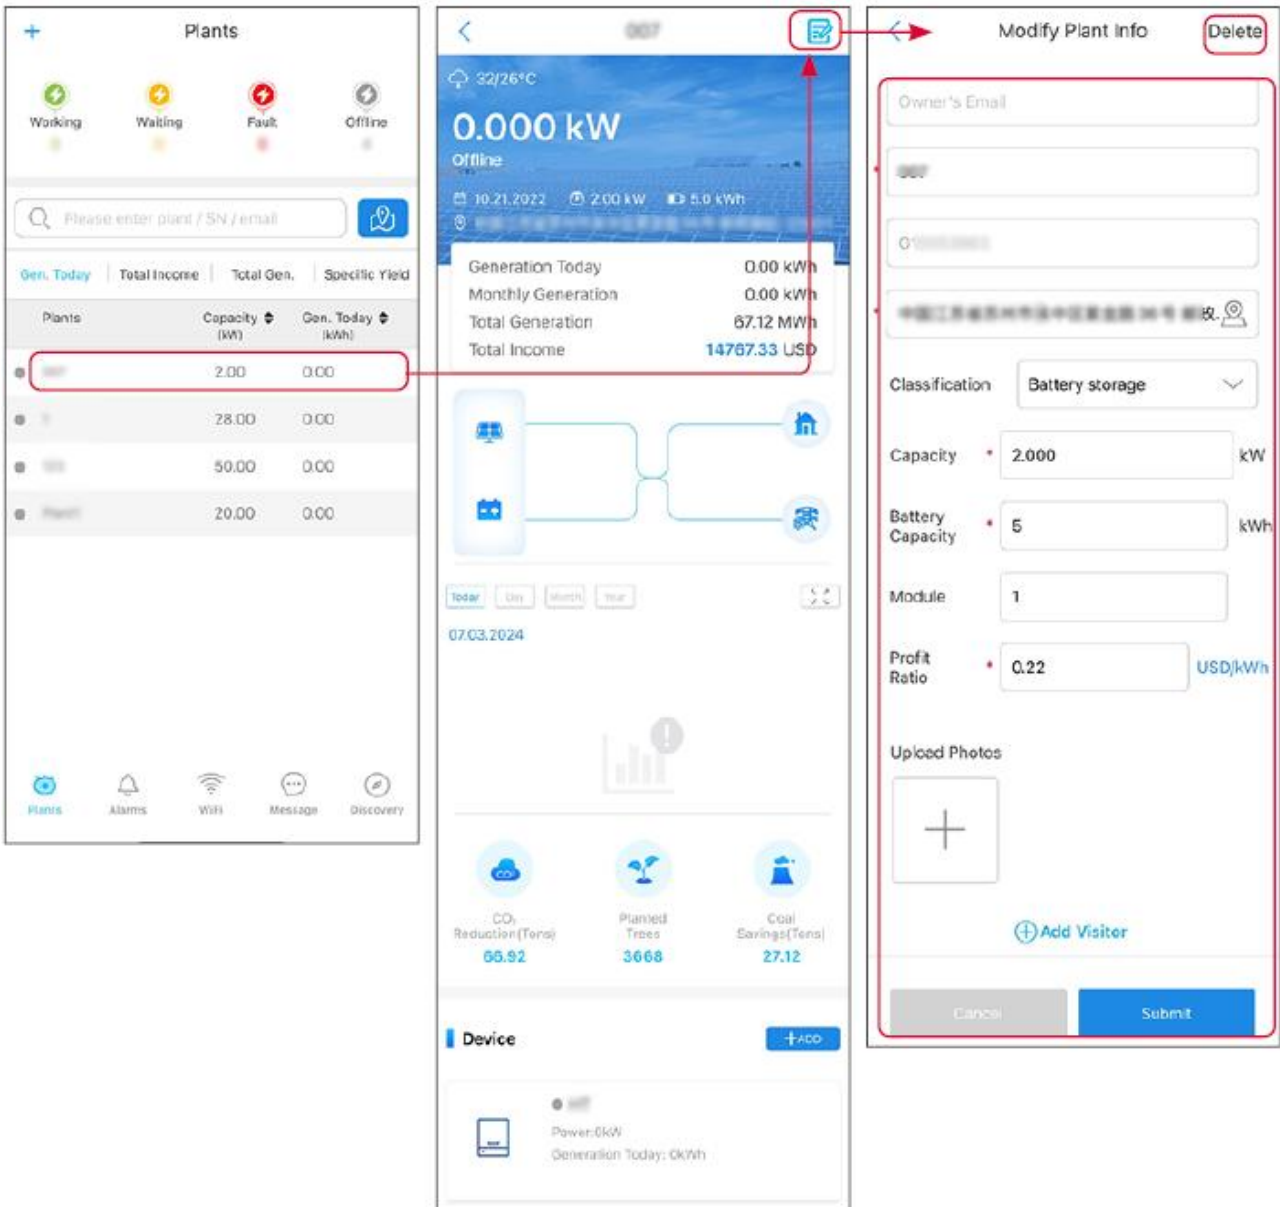 Plants
Working
Waiting
Fault
Offline
Please enter plant / SN / email
Gen. Today
Total Income
Total Gen.
Specific Yield
Plants
Capacity
(kW)
Gen. Today
(kWh)
2.00 0.00
28.00 0.00
50.00 0.00
20.00 0.00
Plants
Alarms
WiFi
Message
Discovery
007
32/26°C
0.000 kW
Offline
10.21.2022 2.00 kW 5.0 kWh
Generation Today 0.00 kWh
Monthly Generation 0.00 kWh
Total Generation 67.12 MWh
Total Income 14767.33 USD
Today Day Month Year
07.03.2024
CO₂
Reduction(Tons)
66.92
Planted
Trees
3668
Coal
Savings(Tons)
27.12
Device
+ADD
Power:0kW
Generation Today: 0kWh
Modify Plant Info
Delete
Owner's Email
007
Classification Battery storage
Capacity * 2.000 kW
Battery
Capacity * 5 kWh
Module 1
Profit
Ratio * 0.22 USD/kWh
Upload Photos
Add Visitor
Cancel
Submit